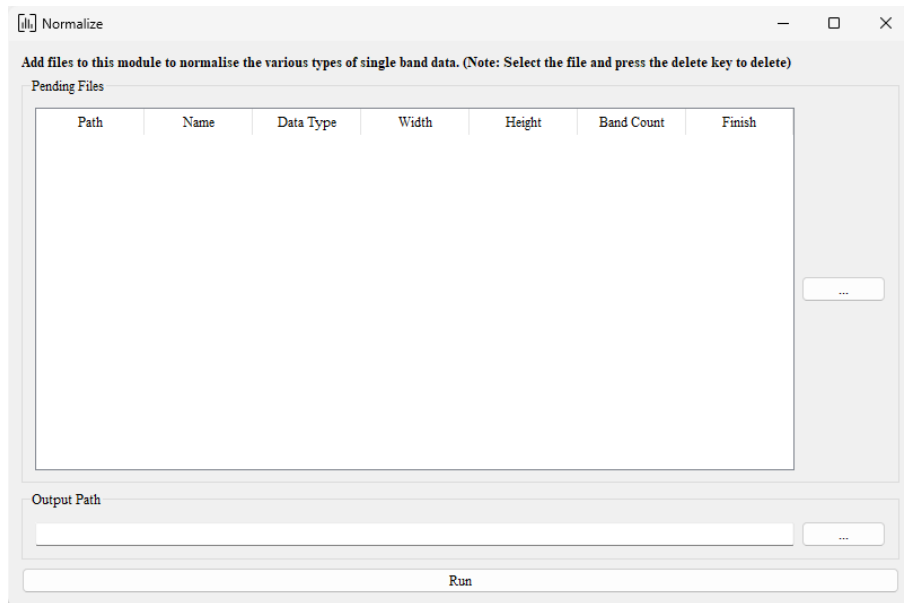 Normalize
Add files to this module to normalise the various types of single band data. (Note: Select the file and press the delete key to delete)
Pending Files
Path Name Data Type Width Height Band Count Finish
...
Output Path
...
Run